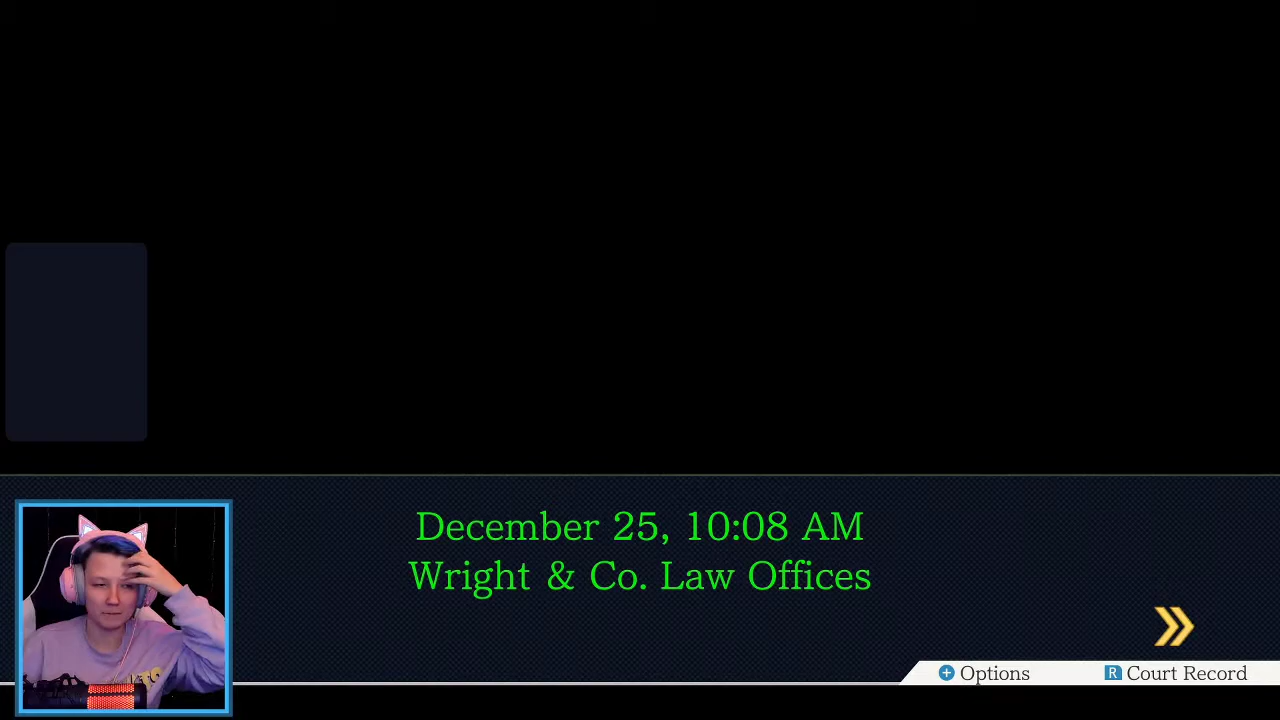 December 25, 10:08 AM
Wright & Co. Law Offices
+ Options
R Court Record